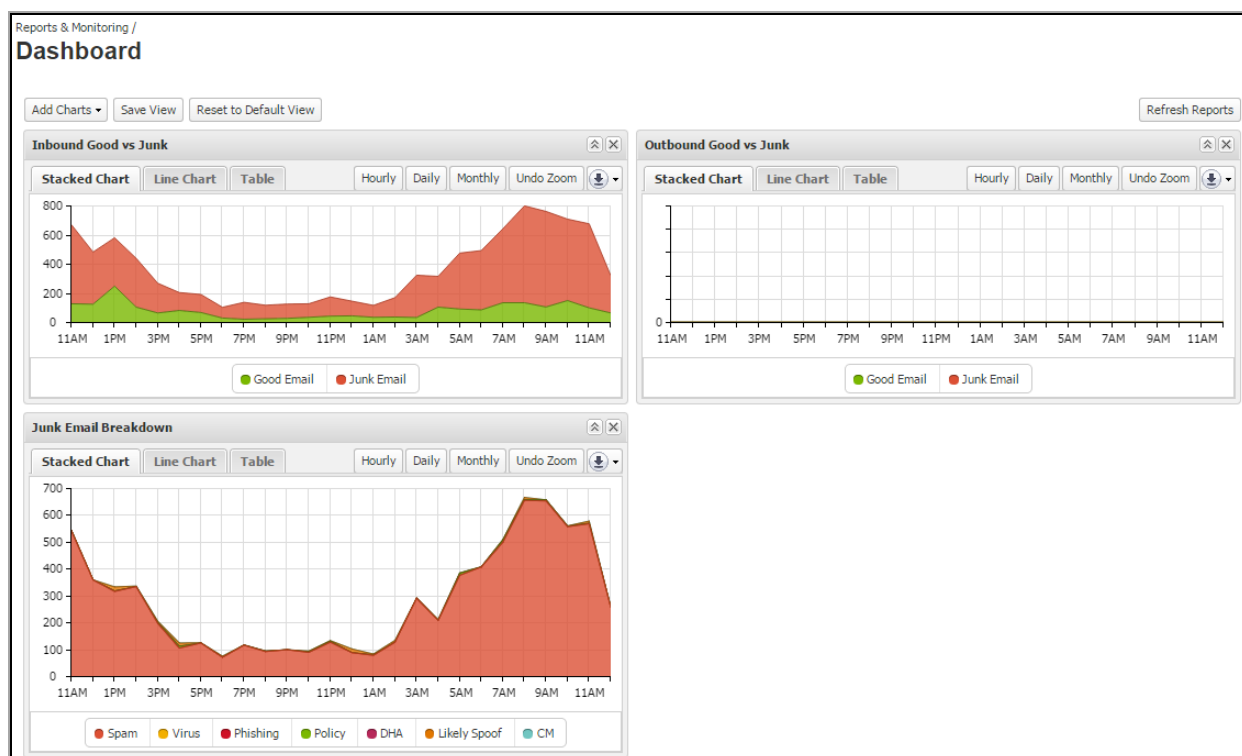 Reports & Monitoring /
Dashboard
Add Charts Save View Reset to Default View Refresh Reports
Inbound Good vs Junk
Stacked Chart Line Chart Table Hourly Daily Monthly Undo Zoom
800
600
400
200
0
11AM 1PM 3PM 5PM 7PM 9PM 11PM 1AM 3AM 5AM 7AM 9AM 11AM
Good Email Junk Email
Outbound Good vs Junk
Stacked Chart Line Chart Table Hourly Daily Monthly Undo Zoom
0
11AM 1PM 3PM 5PM 7PM 9PM 11PM 1AM 3AM 5AM 7AM 9AM 11AM
Good Email Junk Email
Junk Email Breakdown
Stacked Chart Line Chart Table Hourly Daily Monthly Undo Zoom
700
600
500
400
300
200
100
0
11AM 1PM 3PM 5PM 7PM 9PM 11PM 1AM 3AM 5AM 7AM 9AM 11AM
Spam Virus Phishing Policy DHA Likely Spoof CM